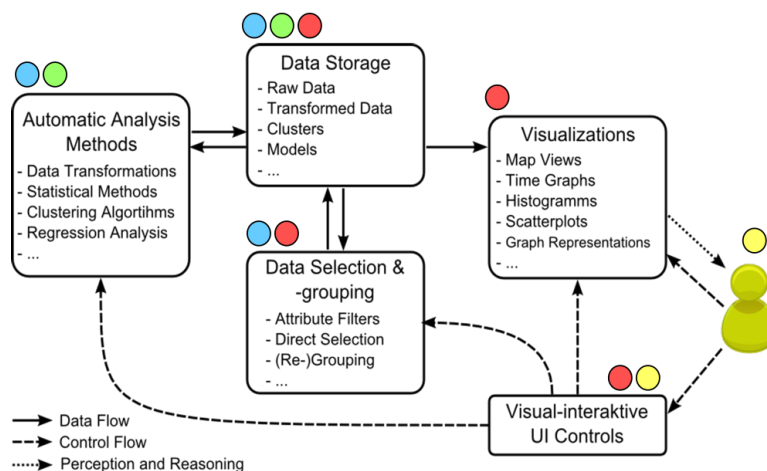 Data Storage
- Raw Data
- Transformed Data
- Clusters
- Models
- ...
Automatic Analysis
Methods
- Data Transformations
- Statistical Methods
- Clustering Algortihms
- Regression Analysis
- ...
Visualizations
- Map Views
- Time Graphs
- Histogramms
- Scatterplots
- Graph Representations
- ...
Data Selection &
-grouping
- Attribute Filters
- Direct Selection
- (Re-)Grouping
- ...
Visual-interaktive
UI Controls
Data Flow
Control Flow
Perception and Reasoning